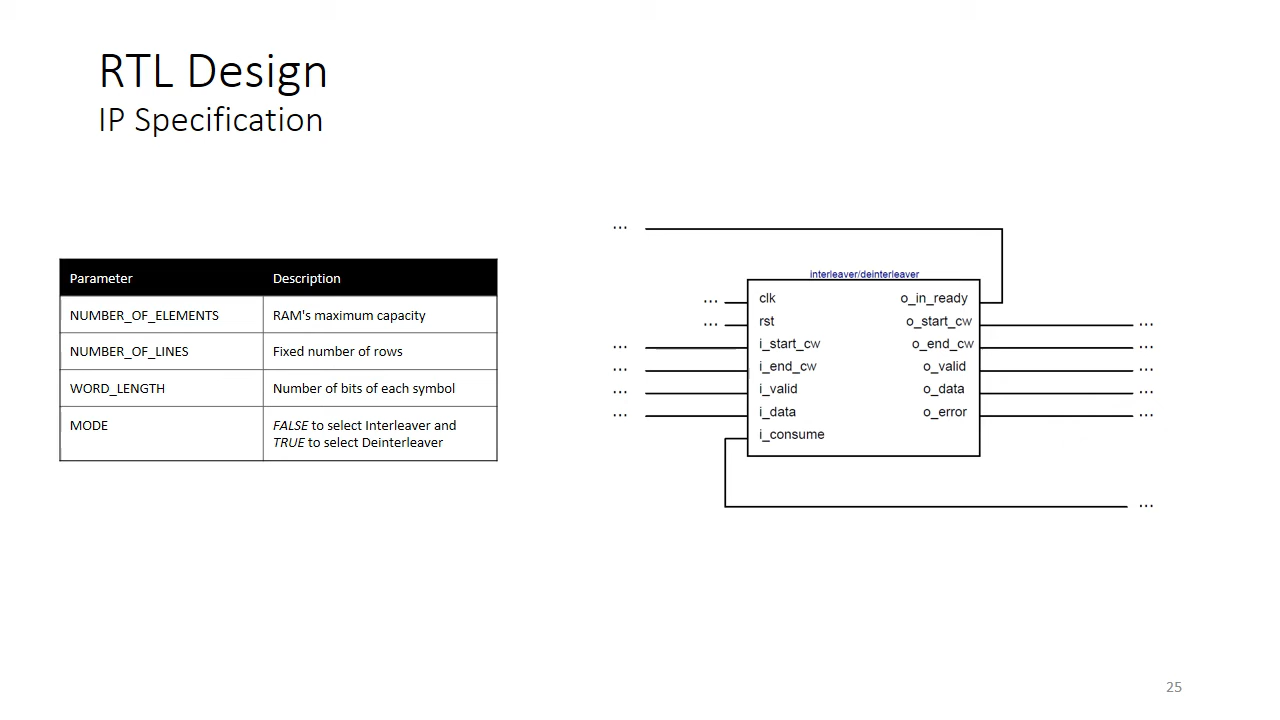 RTL Design
IP Specification
Parameter Description
NUMBER_OF_ELEMENTS RAM's maximum capacity
NUMBER_OF_LINES Fixed number of rows
WORD_LENGTH Number of bits of each symbol
MODE FALSE to select Interleaver and
TRUE to select Deinterleaver
...
interleaver/deinterleaver
... clk o_in_ready
... rst o_start_cw ...
... i_start_cw o_end_cw ...
... i_end_cw o_valid ...
... i_valid o_data ...
... i_data o_error ...
i_consume
...
25